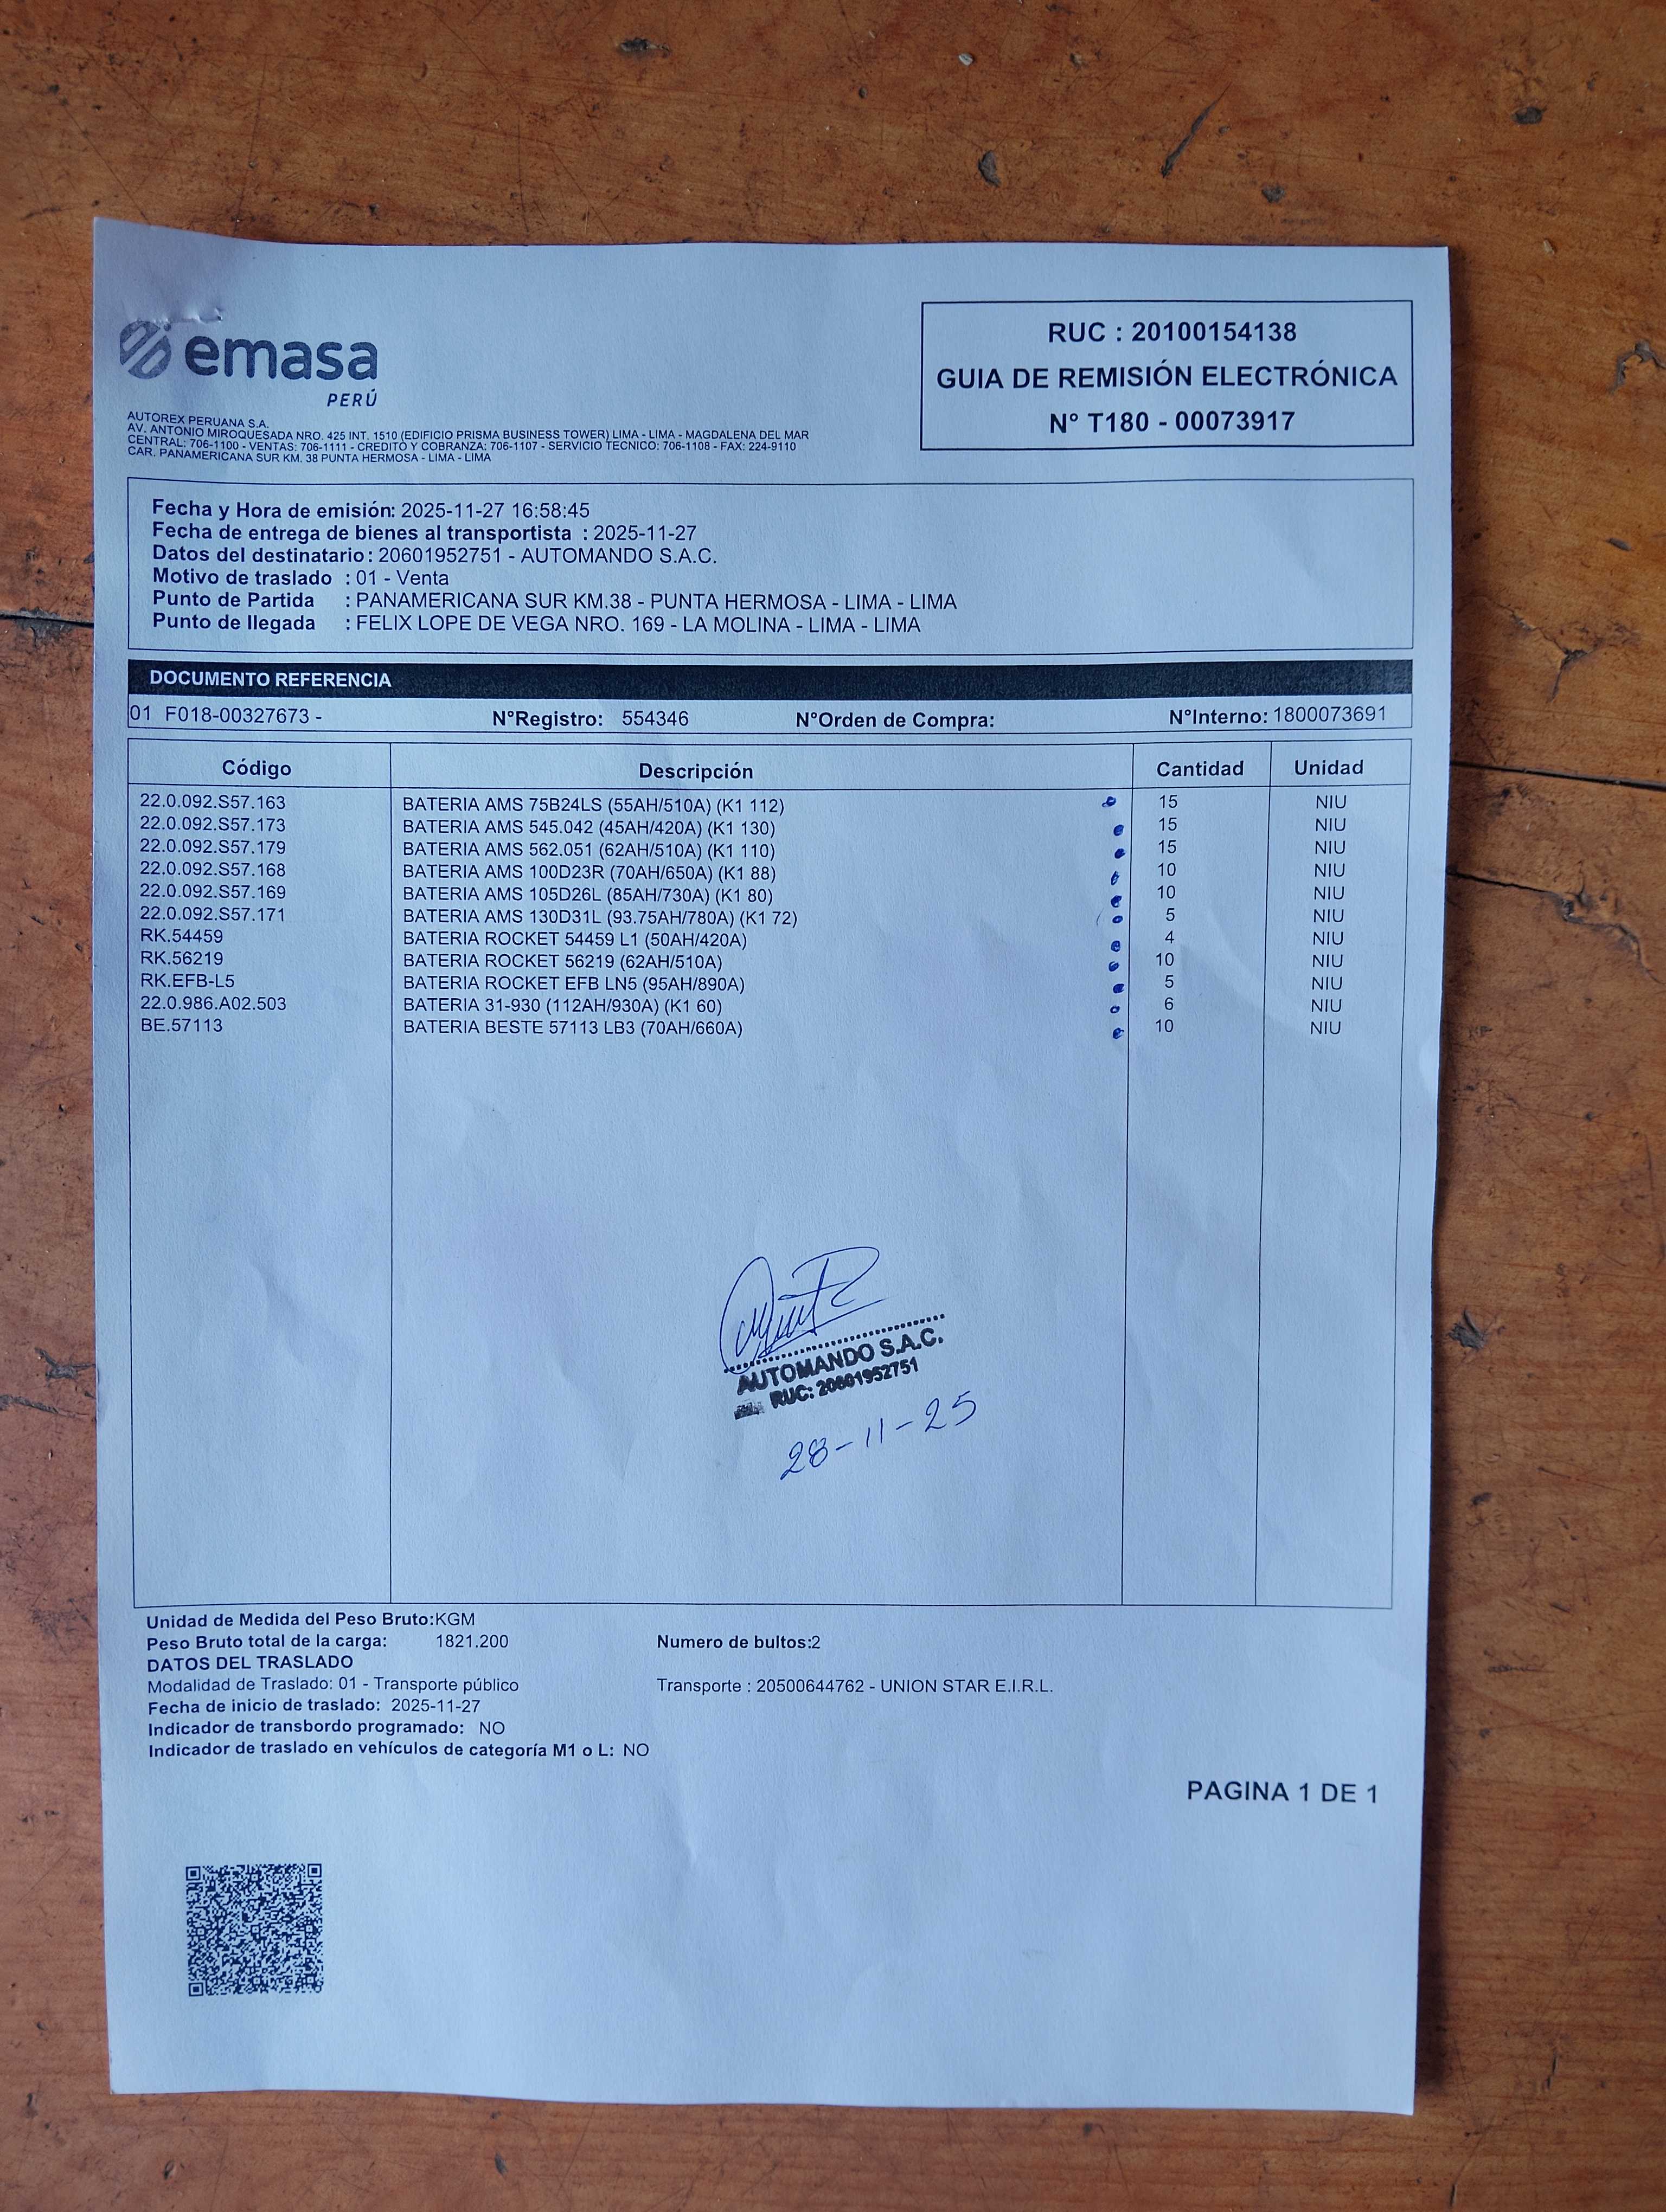 emasa
PERÚ
AUTOREX PERUANA S.A.
AV. ANTONIO MIROQUESADA NRO. 425 INT. 1510 (EDIFICIO PRISMA BUSINESS TOWER) LIMA - LIMA - MAGDALENA DEL MAR
CENTRAL: 706-1100 - VENTAS: 706-1111 - CREDITO Y COBRANZA: 706-1107 - SERVICIO TECNICO: 706-1108 - FAX: 224-9110
CAR. PANAMERICANA SUR KM. 38 PUNTA HERMOSA - LIMA - LIMA
RUC : 20100154138
GUIA DE REMISIÓN ELECTRÓNICA
N° T180 - 00073917
Fecha y Hora de emisión: 2025-11-27 16:58:45
Fecha de entrega de bienes al transportista : 2025-11-27
Datos del destinatario: 20601952751 - AUTOMANDO S.A.C.
Motivo de traslado : 01 - Venta
Punto de Partida : PANAMERICANA SUR KM.38 - PUNTA HERMOSA - LIMA - LIMA
Punto de llegada : FELIX LOPE DE VEGA NRO. 169 - LA MOLINA - LIMA - LIMA
DOCUMENTO REFERENCIA
01 F018-00327673 - N°Registro: 554346 N°Orden de Compra: N°Interno: 1800073691
Código Descripción Cantidad Unidad
22.0.092.S57.163 BATERIA AMS 75B24LS (55AH/510A) (K1 112) 15 NIU
22.0.092.S57.173 BATERIA AMS 545.042 (45AH/420A) (K1 130) 15 NIU
22.0.092.S57.179 BATERIA AMS 562.051 (62AH/510A) (K1 110) 15 NIU
22.0.092.S57.168 BATERIA AMS 100D23R (70AH/650A) (K1 88) 10 NIU
22.0.092.S57.169 BATERIA AMS 105D26L (85AH/730A) (K1 80) 10 NIU
22.0.092.S57.171 BATERIA AMS 130D31L (93.75AH/780A) (K1 72) 5 NIU
RK.54459 BATERIA ROCKET 54459 L1 (50AH/420A) 4 NIU
RK.56219 BATERIA ROCKET 56219 (62AH/510A) 10 NIU
RK.EFB-L5 BATERIA ROCKET EFB LN5 (95AH/890A) 5 NIU
22.0.986.A02.503 BATERIA 31-930 (112AH/930A) (K1 60) 6 NIU
BE.57113 BATERIA BESTE 57113 LB3 (70AH/660A) 10 NIU
AUTOMANDO S.A.C.
RUC: 20601952751
28-11-25
Unidad de Medida del Peso Bruto:KGM
Peso Bruto total de la carga: 1821.200 Numero de bultos:2
DATOS DEL TRASLADO
Modalidad de Traslado: 01 - Transporte público Transporte : 20500644762 - UNION STAR E.I.R.L.
Fecha de inicio de traslado: 2025-11-27
Indicador de transbordo programado: NO
Indicador de traslado en vehículos de categoría M1 o L: NO
PAGINA 1 DE 1